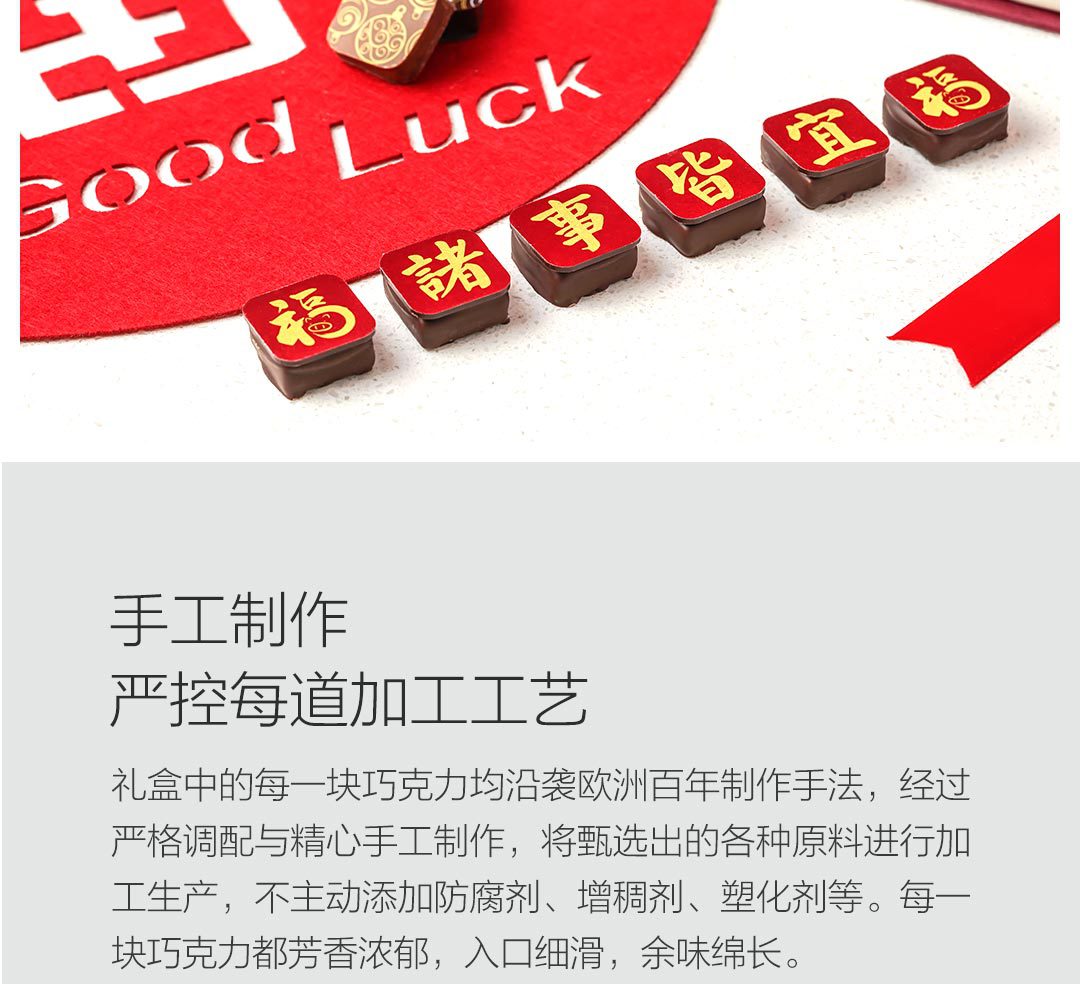 Good Luck
福諸事皆宜福
手工制作
严控每道加工工艺
礼盒中的每一块巧克力均沿袭欧洲百年制作手法，经过
严格调配与精心手工制作，将甄选出的各种原料进行加
工生产，不主动添加防腐剂、增稠剂、塑化剂等。每一
块巧克力都芳香浓郁，入口细滑，余味绵长。